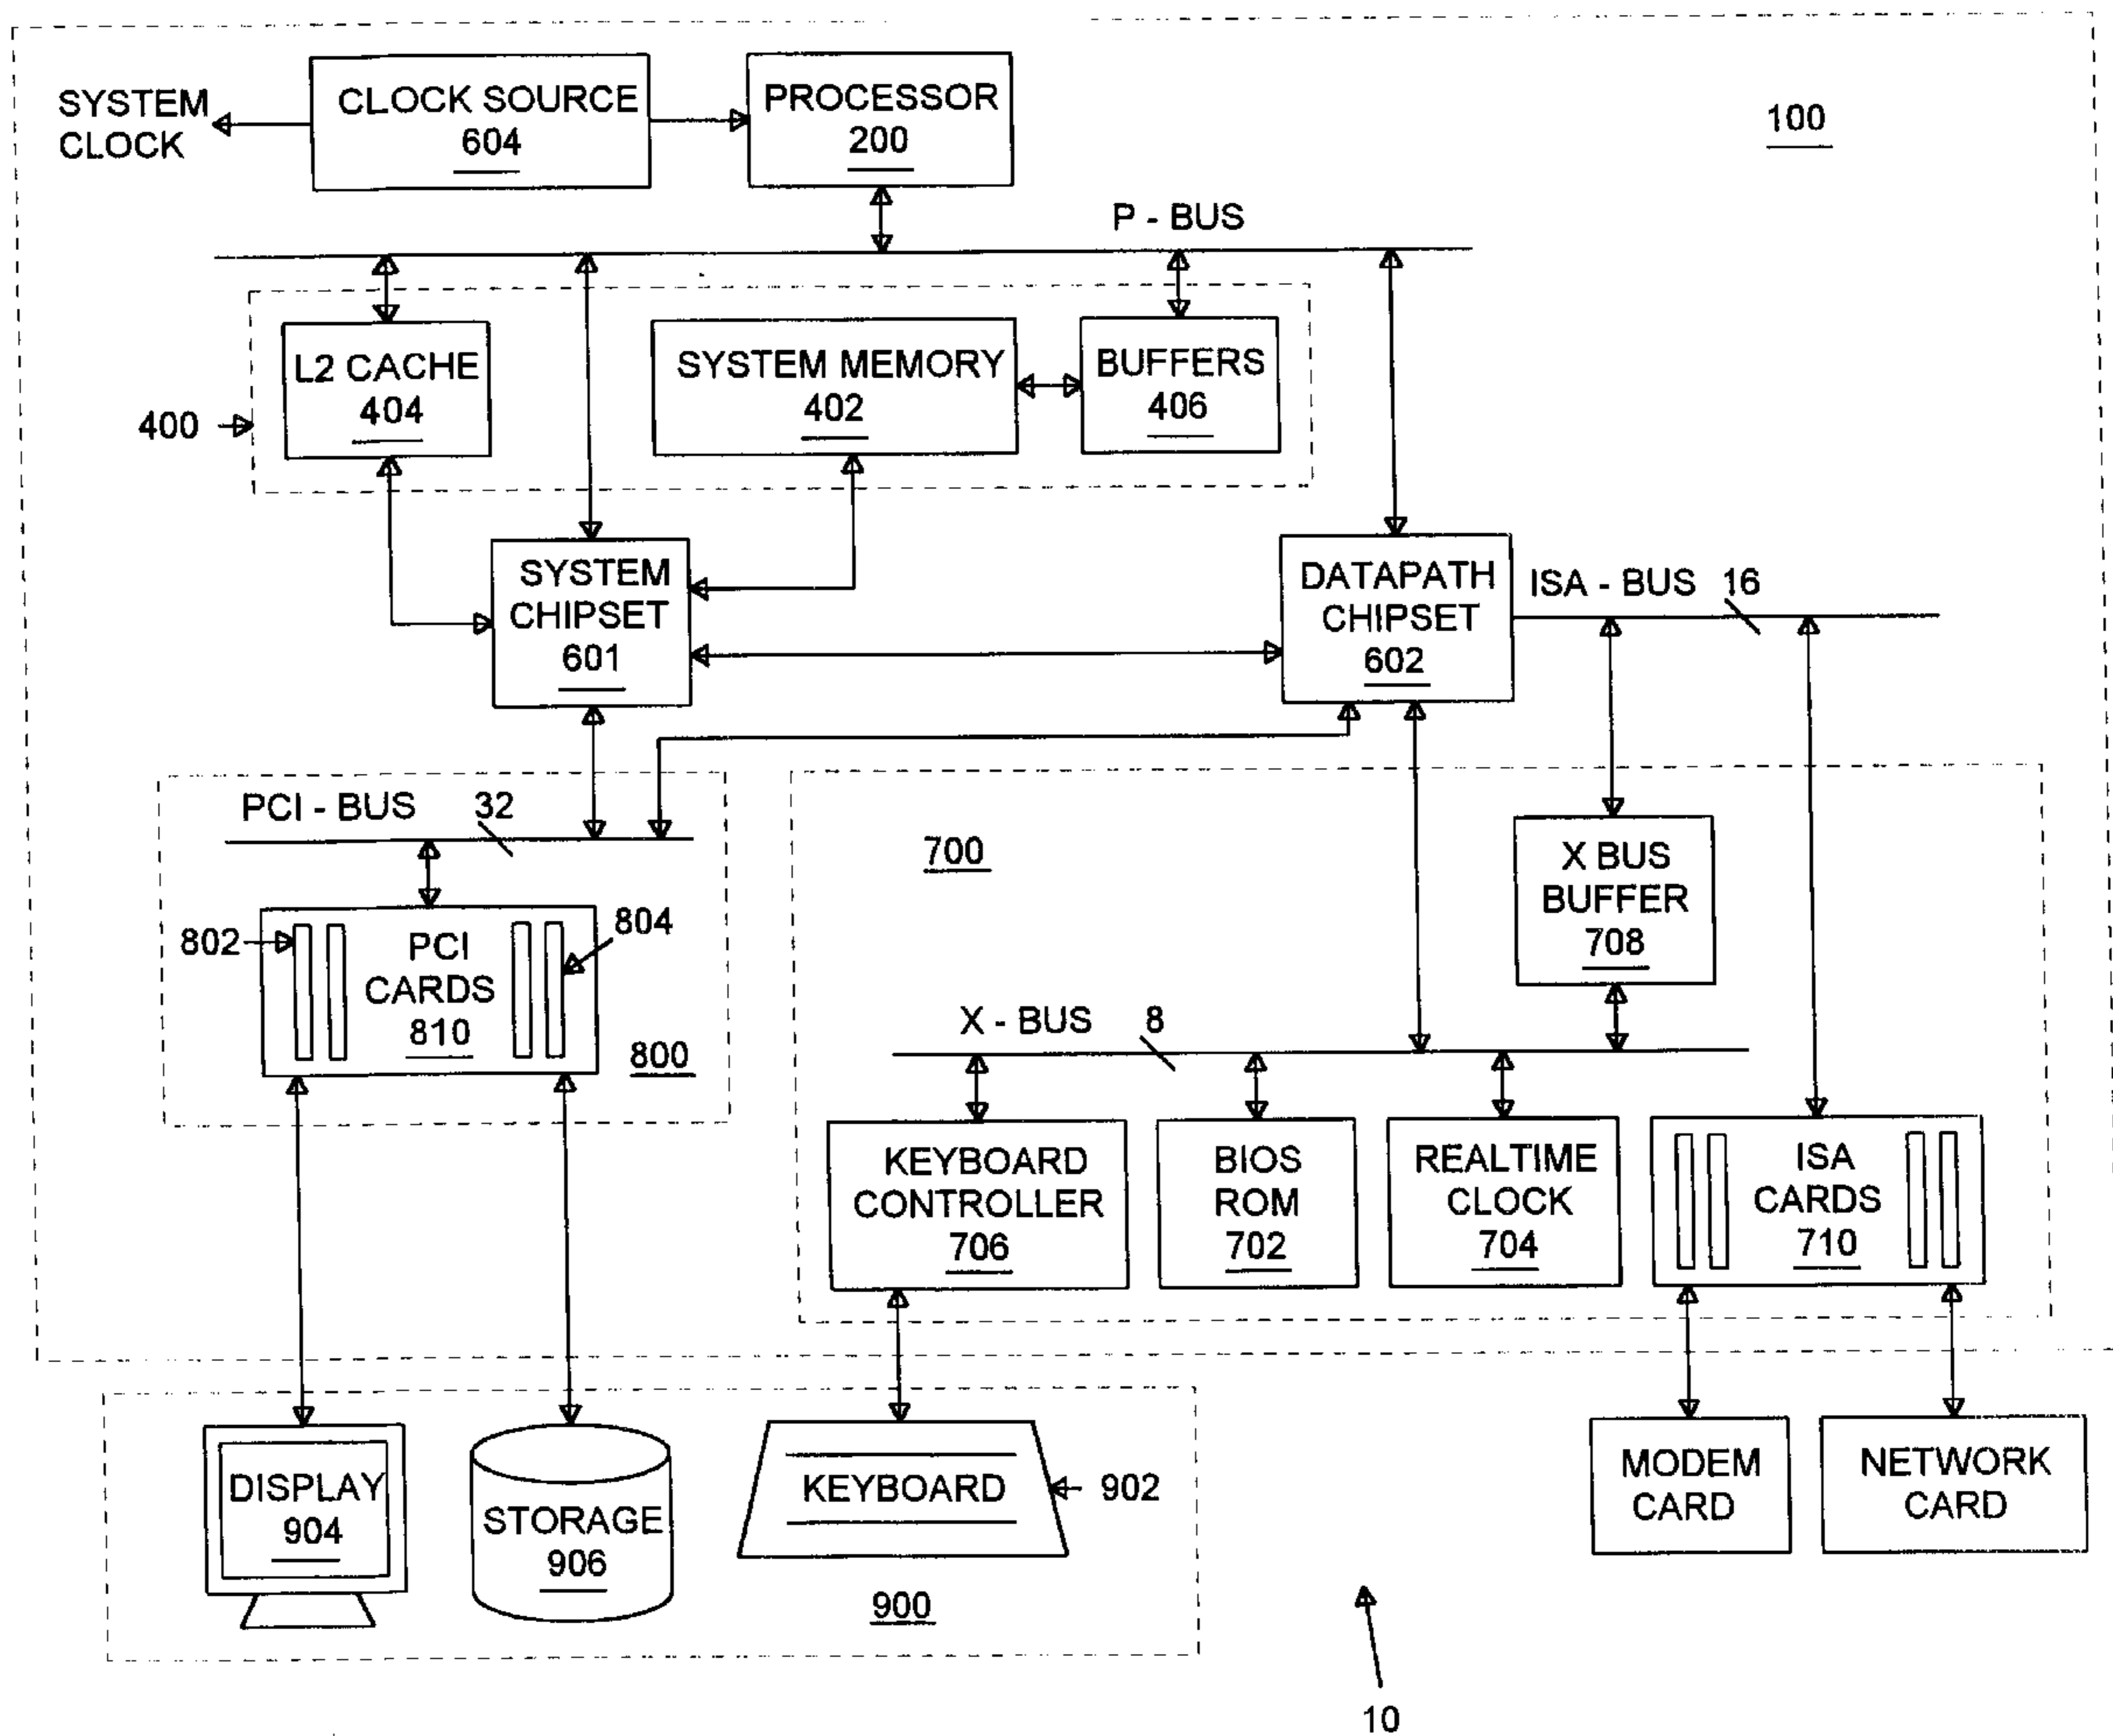 SYSTEM
CLOCK
CLOCK SOURCE
604
PROCESSOR
200
100
P - BUS
L2 CACHE
404
SYSTEM MEMORY
402
BUFFERS
406
400
SYSTEM
CHIPSET
601
DATAPATH
CHIPSET
602
ISA - BUS 16
PCI - BUS 32
700
X BUS
BUFFER
708
802
PCI
CARDS
810
804
800
X - BUS 8
KEYBOARD
CONTROLLER
706
BIOS
ROM
702
REALTIME
CLOCK
704
ISA
CARDS
710
DISPLAY
904
STORAGE
906
KEYBOARD
902
900
MODEM
CARD
NETWORK
CARD
10